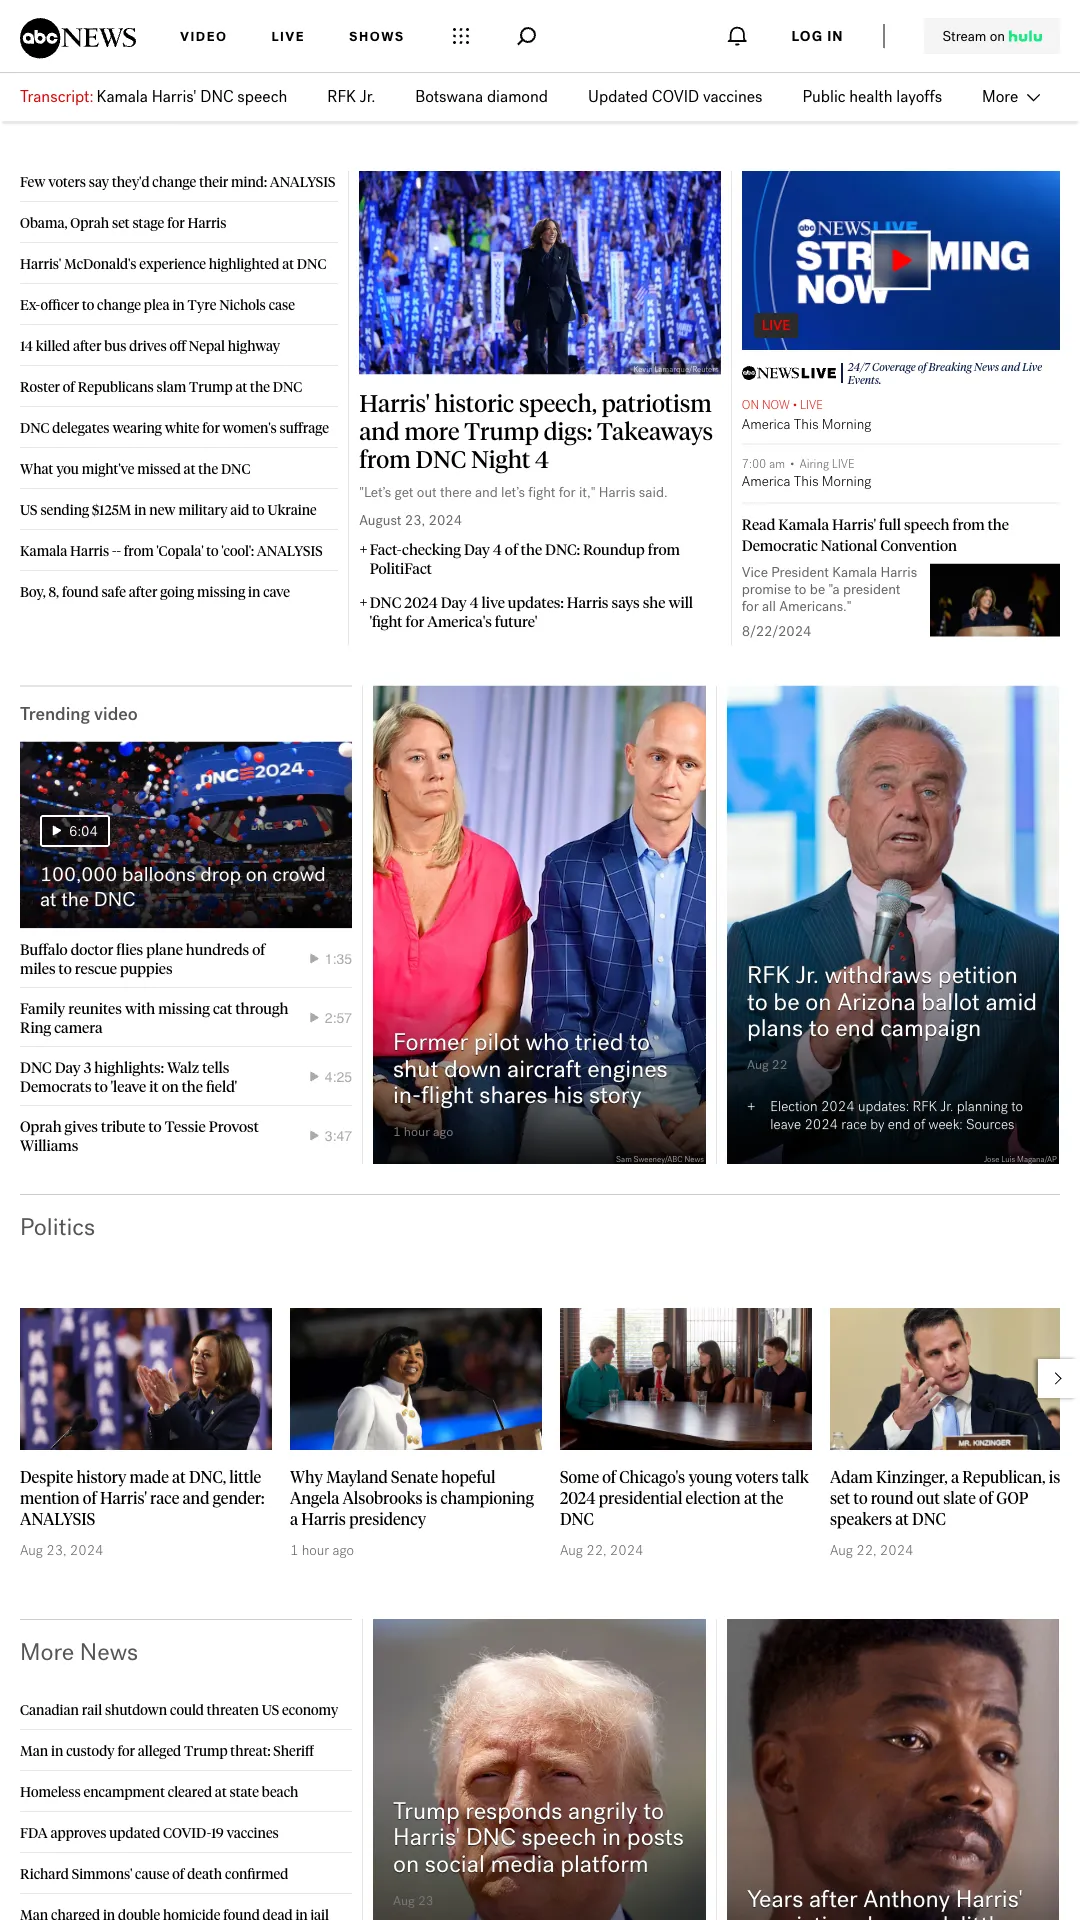 abc NEWS
VIDEO
LIVE
SHOWS
LOG IN
Stream on hulu
Transcript: Kamala Harris' DNC speech
RFK Jr.
Botswana diamond
Updated COVID vaccines
Public health layoffs
More
Few voters say they'd change their mind: ANALYSIS
Obama, Oprah set stage for Harris
Harris' McDonald's experience highlighted at DNC
Ex-officer to change plea in Tyre Nichols case
14 killed after bus drives off Nepal highway
Roster of Republicans slam Trump at the DNC
DNC delegates wearing white for women's suffrage
What you might've missed at the DNC
US sending $125M in new military aid to Ukraine
Kamala Harris -- from 'Copala' to 'cool': ANALYSIS
Boy, 8, found safe after going missing in cave
KAMALA
Kevin Lamarque/Reuters
Harris' historic speech, patriotism
and more Trump digs: Takeaways
from DNC Night 4
"Let's get out there and let's fight for it," Harris said.
August 23, 2024
+ Fact-checking Day 4 of the DNC: Roundup from
PolitiFact
+ DNC 2024 Day 4 live updates: Harris says she will
'fight for America's future'
abc NEWS LIVE
STR MING
NOW
LIVE
abc NEWS LIVE
24/7 Coverage of Breaking News and Live
Events.
ON NOW • LIVE
America This Morning
7:00 am • Airing LIVE
America This Morning
Read Kamala Harris' full speech from the
Democratic National Convention
Vice President Kamala Harris
promise to be "a president
for all Americans."
8/22/2024
Trending video
DNC 2024
DNC 2024
6:04
100,000 balloons drop on crowd
at the DNC
Buffalo doctor flies plane hundreds of
miles to rescue puppies
1:35
Family reunites with missing cat through
Ring camera
2:57
DNC Day 3 highlights: Walz tells
Democrats to 'leave it on the field'
4:25
Oprah gives tribute to Tessie Provost
Williams
3:47
Former pilot who tried to
shut down aircraft engines
in-flight shares his story
1 hour ago
Sam Sweeney/ABC News
RFK Jr. withdraws petition
to be on Arizona ballot amid
plans to end campaign
Aug 22
+ Election 2024 updates: RFK Jr. planning to
leave 2024 race by end of week: Sources
Jose Luis Magana/AP
Politics
KAMALA
KAMALA
MR. KINZINGER
Despite history made at DNC, little
mention of Harris' race and gender:
ANALYSIS
Aug 23, 2024
Why Mayland Senate hopeful
Angela Alsobrooks is championing
a Harris presidency
1 hour ago
Some of Chicago's young voters talk
2024 presidential election at the
DNC
Aug 22, 2024
Adam Kinzinger, a Republican, is
set to round out slate of GOP
speakers at DNC
Aug 22, 2024
More News
Canadian rail shutdown could threaten US economy
Man in custody for alleged Trump threat: Sheriff
Homeless encampment cleared at state beach
FDA approves updated COVID-19 vaccines
Richard Simmons' cause of death confirmed
Man charged in double homicide found dead in jail
Trump responds angrily to
Harris' DNC speech in posts
on social media platform
Aug 23
Years after Anthony Harris'